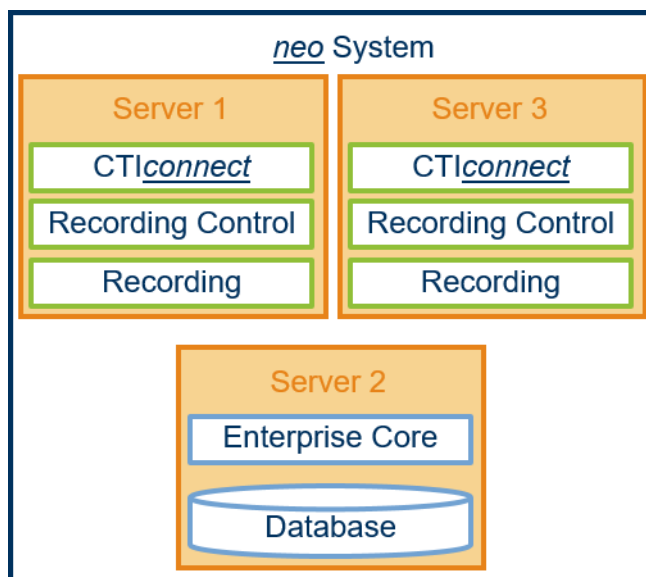 neo System
Server 1
CTIconnect
Recording Control
Recording
Server 3
CTIconnect
Recording Control
Recording
Server 2
Enterprise Core
Database